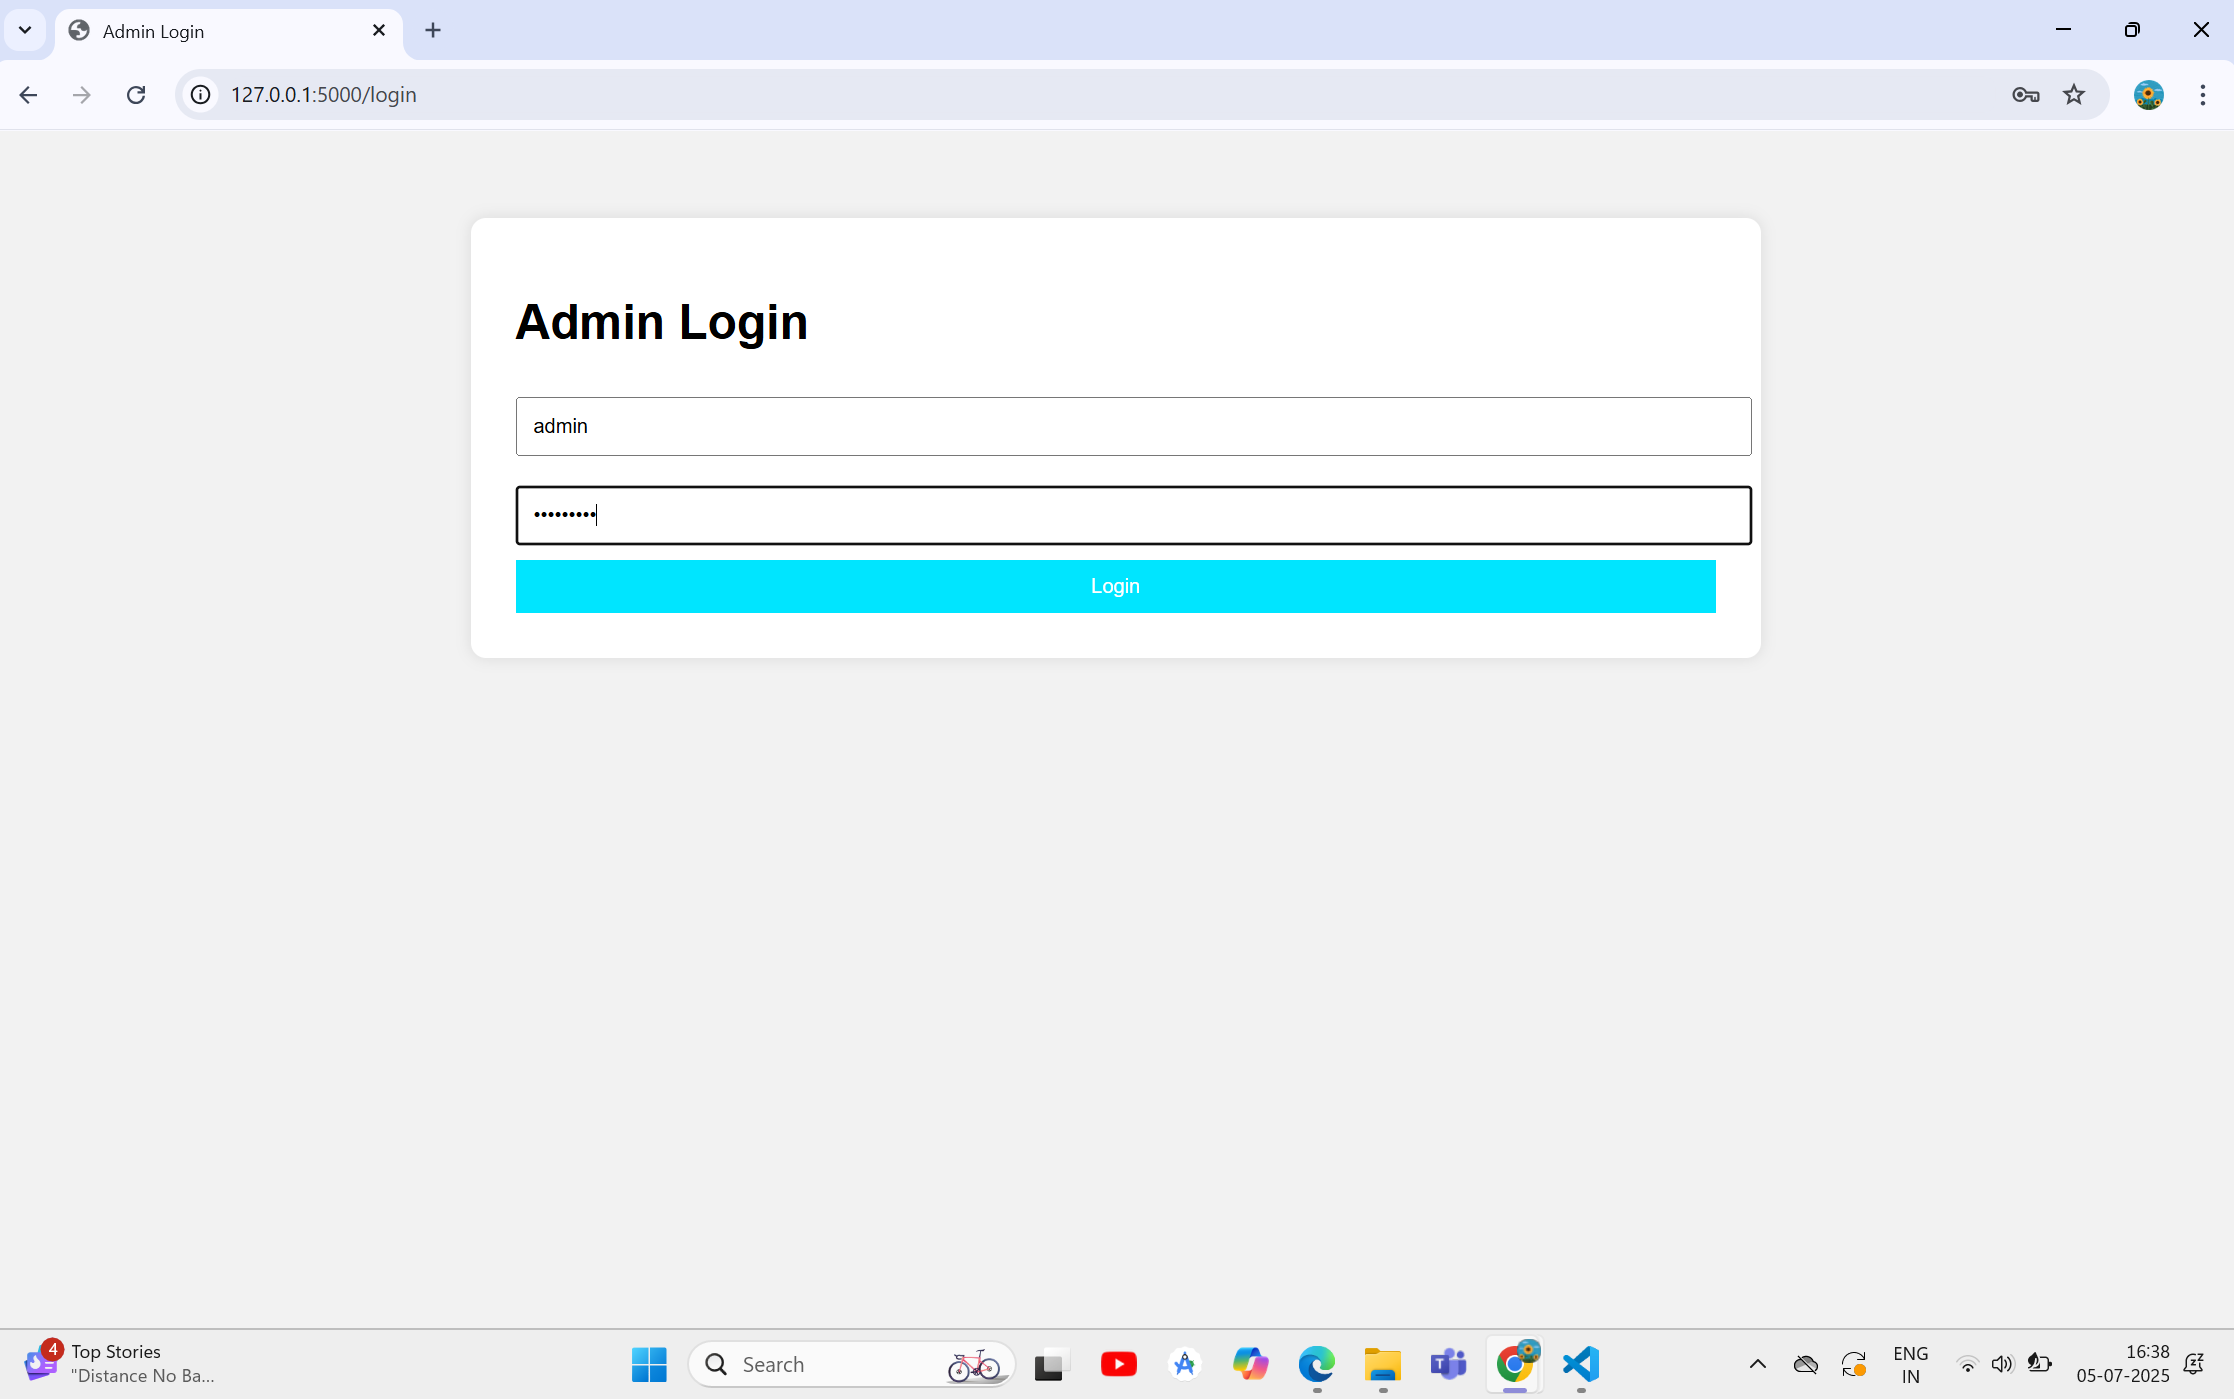 Admin Login
127.0.0.1:5000/login
Admin Login
admin
•••••••••
Login
4
Top Stories
"Distance No Ba...
Search
ENG
IN
16:38
05-07-2025